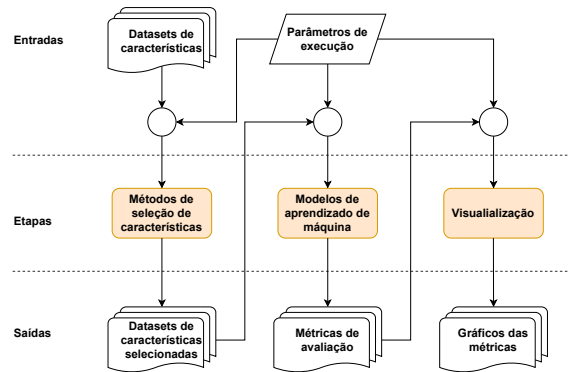 Entradas
Datasets de
características
Parâmetros de
execução
Etapas
Métodos de
seleção de
características
Modelos de
aprendizado de
máquina
Visualialização
Saídas
Datasets de
características
selecionadas
Métricas de
avaliação
Gráficos das
métricas